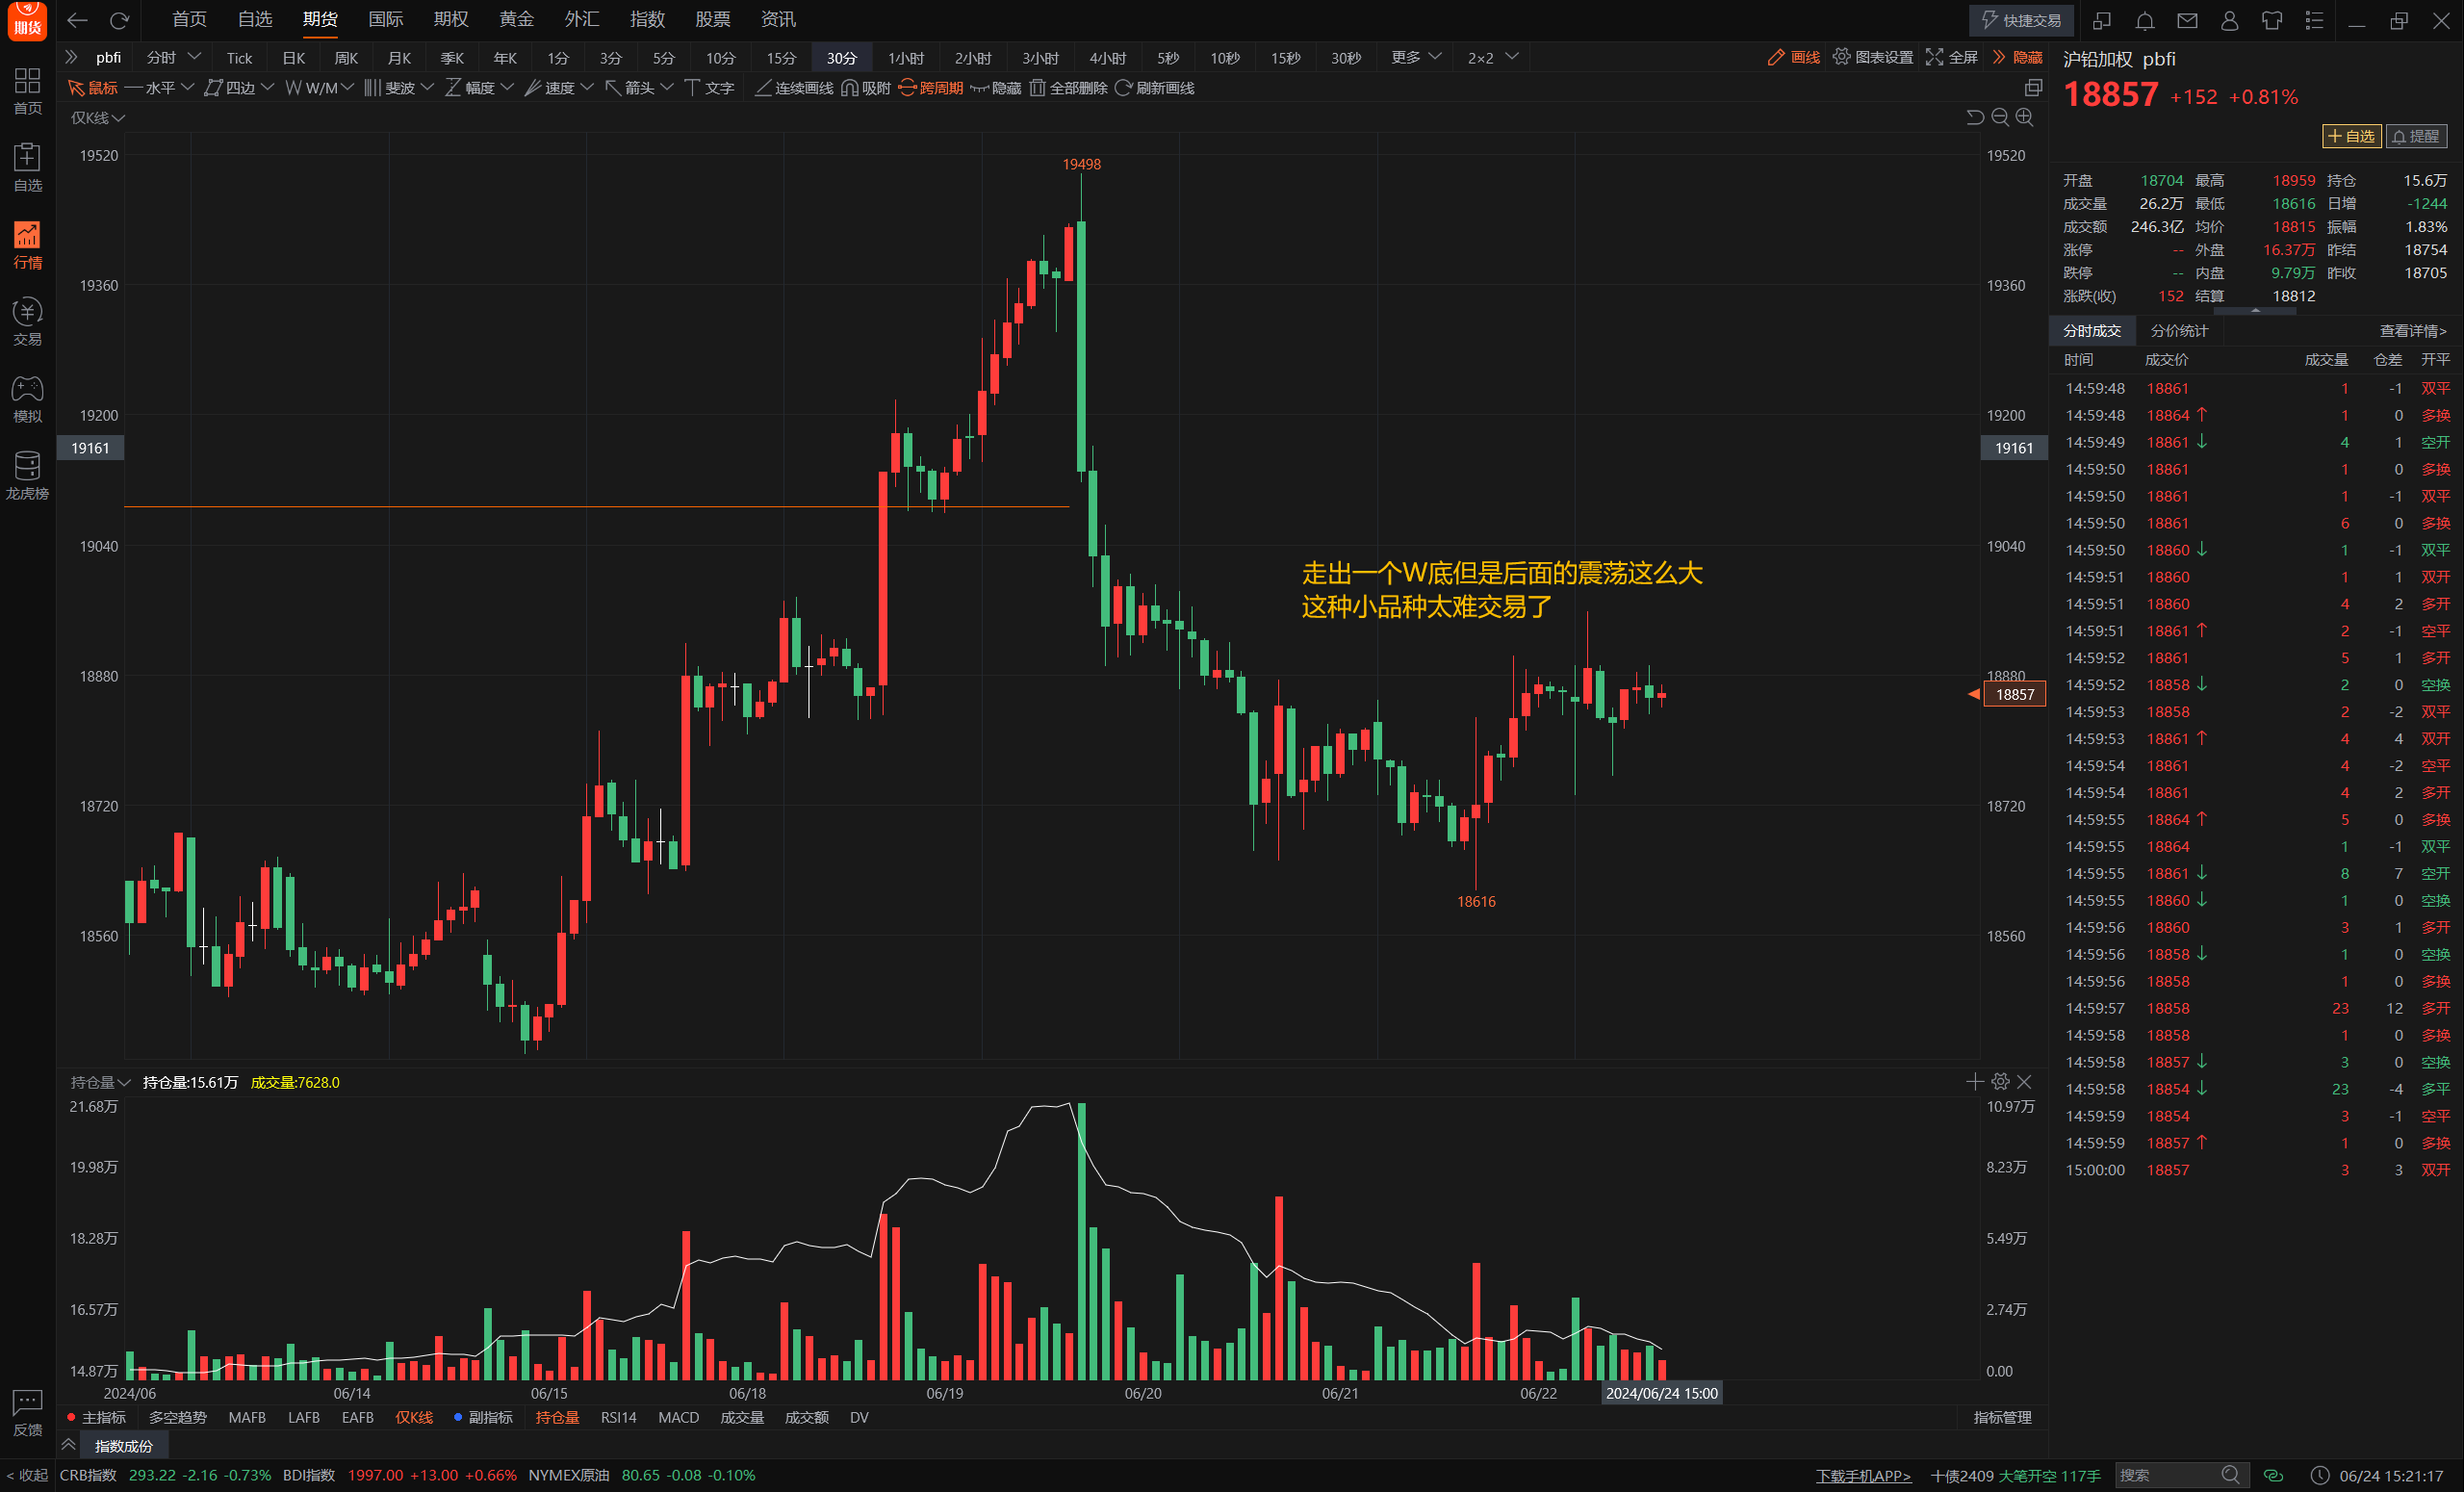 期货
首页 自选 期货 国际 期权 黄金 外汇 指数 股票 资讯
快捷交易
pbfi 分时 Tick 日K 周K 月K 季K 年K 1分 3分 5分 10分 15分 30分 1小时 2小时 3小时 4小时 5秒 10秒 15秒 30秒 更多 2×2
画线 图表设置 全屏 隐藏
鼠标 水平 四边 W/M 斐波 幅度 速度 箭头 文字 连续画线 吸附 跨周期 隐藏 全部删除 刷新画线
首页
自选
行情
交易
模拟
龙虎榜
反馈
< 收起
仅K线
19520
19360
19200
19161
19040
18880
18720
18560
19498
走出一个W底但是后面的震荡这么大
这种小品种太难交易了
18616
19520
19360
19200
19161
19040
18880
18857
18720
18560
持仓量 持仓量:15.61万 成交量:7628.0
21.68万 10.97万
19.98万 8.23万
18.28万 5.49万
16.57万 2.74万
14.87万 0.00
2024/06 06/14 06/15 06/18 06/19 06/20 06/21 06/22 2024/06/24 15:00
主指标 多空趋势 MAFB LAFB EAFB 仅K线 副指标 持仓量 RSI14 MACD 成交量 成交额 DV 指标管理
指数成份
沪铅加权 pbfi
18857 +152 +0.81%
自选 提醒
开盘 18704 最高 18959 持仓 15.6万
成交量 26.2万 最低 18616 日增 -1244
成交额 246.3亿 均价 18815 振幅 1.83%
涨停 -- 外盘 16.37万 昨结 18754
跌停 -- 内盘 9.79万 昨收 18705
涨跌(收) 152 结算 18812
分时成交 分价统计 查看详情>
时间 成交价 成交量 仓差 开平
14:59:48 18861 1 -1 双平
14:59:48 18864 ↑ 1 0 多换
14:59:49 18861 ↓ 4 1 空开
14:59:50 18861 1 0 多换
14:59:50 18861 1 -1 双平
14:59:50 18861 6 0 多换
14:59:50 18860 ↓ 1 -1 双平
14:59:51 18860 1 1 双开
14:59:51 18860 4 2 多开
14:59:51 18861 ↑ 2 -1 空平
14:59:52 18861 5 1 多开
14:59:52 18858 ↓ 2 0 空换
14:59:53 18858 2 -2 双平
14:59:53 18861 ↑ 4 4 双开
14:59:54 18861 4 -2 空平
14:59:54 18861 4 2 多开
14:59:55 18864 ↑ 5 0 多换
14:59:55 18864 1 -1 双平
14:59:55 18861 ↓ 8 7 空开
14:59:55 18860 ↓ 1 0 空换
14:59:56 18860 3 1 多开
14:59:56 18858 ↓ 1 0 空换
14:59:56 18858 1 0 多换
14:59:57 18858 23 12 多开
14:59:58 18858 1 0 多换
14:59:58 18857 ↓ 3 0 空换
14:59:58 18854 ↓ 23 -4 多平
14:59:59 18854 3 -1 空平
14:59:59 18857 ↑ 1 0 多换
15:00:00 18857 3 3 双开
CRB指数 293.22 -2.16 -0.73% BDI指数 1997.00 +13.00 +0.66% NYMEX原油 80.65 -0.08 -0.10%
下载手机APP> 十债2409 大笔开空 117手 搜索 06/24 15:21:17